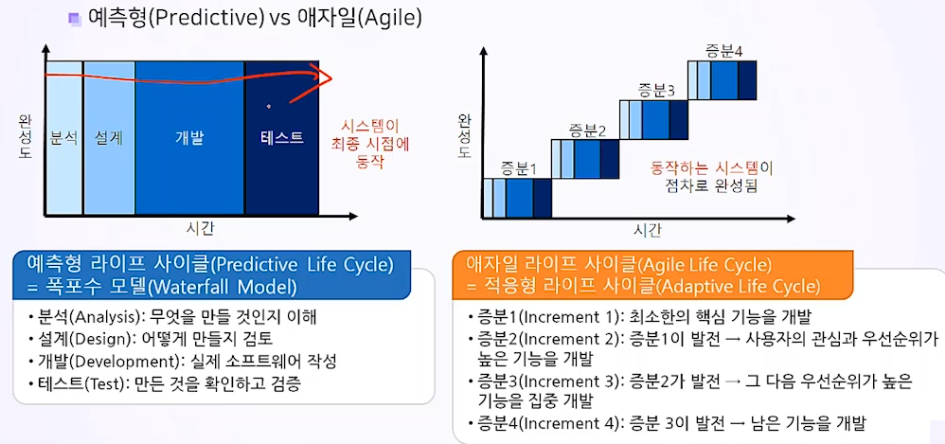 예측형(Predictive) vs 애자일(Agile)
완성도
분석
설계
개발
테스트
시스템이
최종 시점에
동작
시간
완성도
증분1
증분2
증분3
증분4
동작하는 시스템이
점차로 완성됨
시간
예측형 라이프 사이클(Predictive Life Cycle)
= 폭포수 모델(Waterfall Model)
• 분석(Analysis): 무엇을 만들 것인지 이해
• 설계(Design): 어떻게 만들지 검토
• 개발(Development): 실제 소프트웨어 작성
• 테스트(Test): 만든 것을 확인하고 검증
애자일 라이프 사이클(Agile Life Cycle)
= 적응형 라이프 사이클(Adaptive Life Cycle)
• 증분1(Increment 1): 최소한의 핵심 기능을 개발
• 증분2(Increment 2): 증분1이 발전 → 사용자의 관심과 우선순위가
높은 기능을 개발
• 증분3(Increment 3): 증분2가 발전 → 그 다음 우선순위가 높은
기능을 집중 개발
• 증분4(Increment 4): 증분 3이 발전 → 남은 기능을 개발